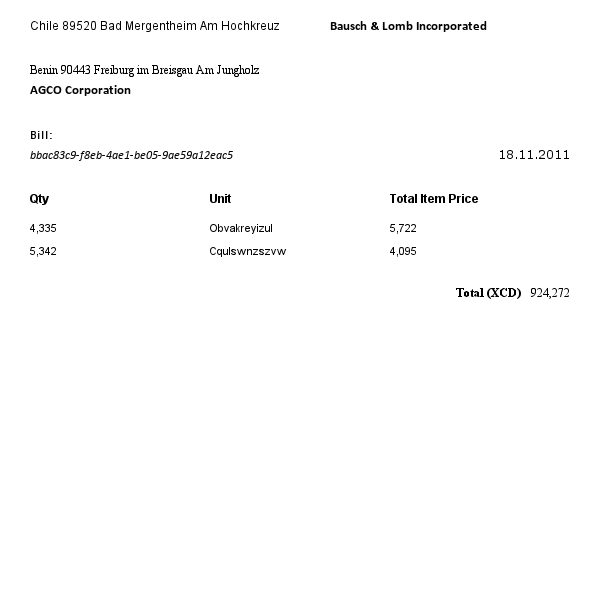 Chile 89520 Bad Mergentheim Am Hochkreuz Bausch & Lomb Incorporated
Benin 90443 Freiburg im Breisgau Am Jungholz
AGCO Corporation
Bill:
bbac83c9-f8eb-4ae1-be05-9ae59a12eac5 18.11.2011
Qty Unit Total Item Price
4,335 Obvakreyizul 5,722
5,342 Cqulswnzszvw 4,095
Total (XCD) 924,272